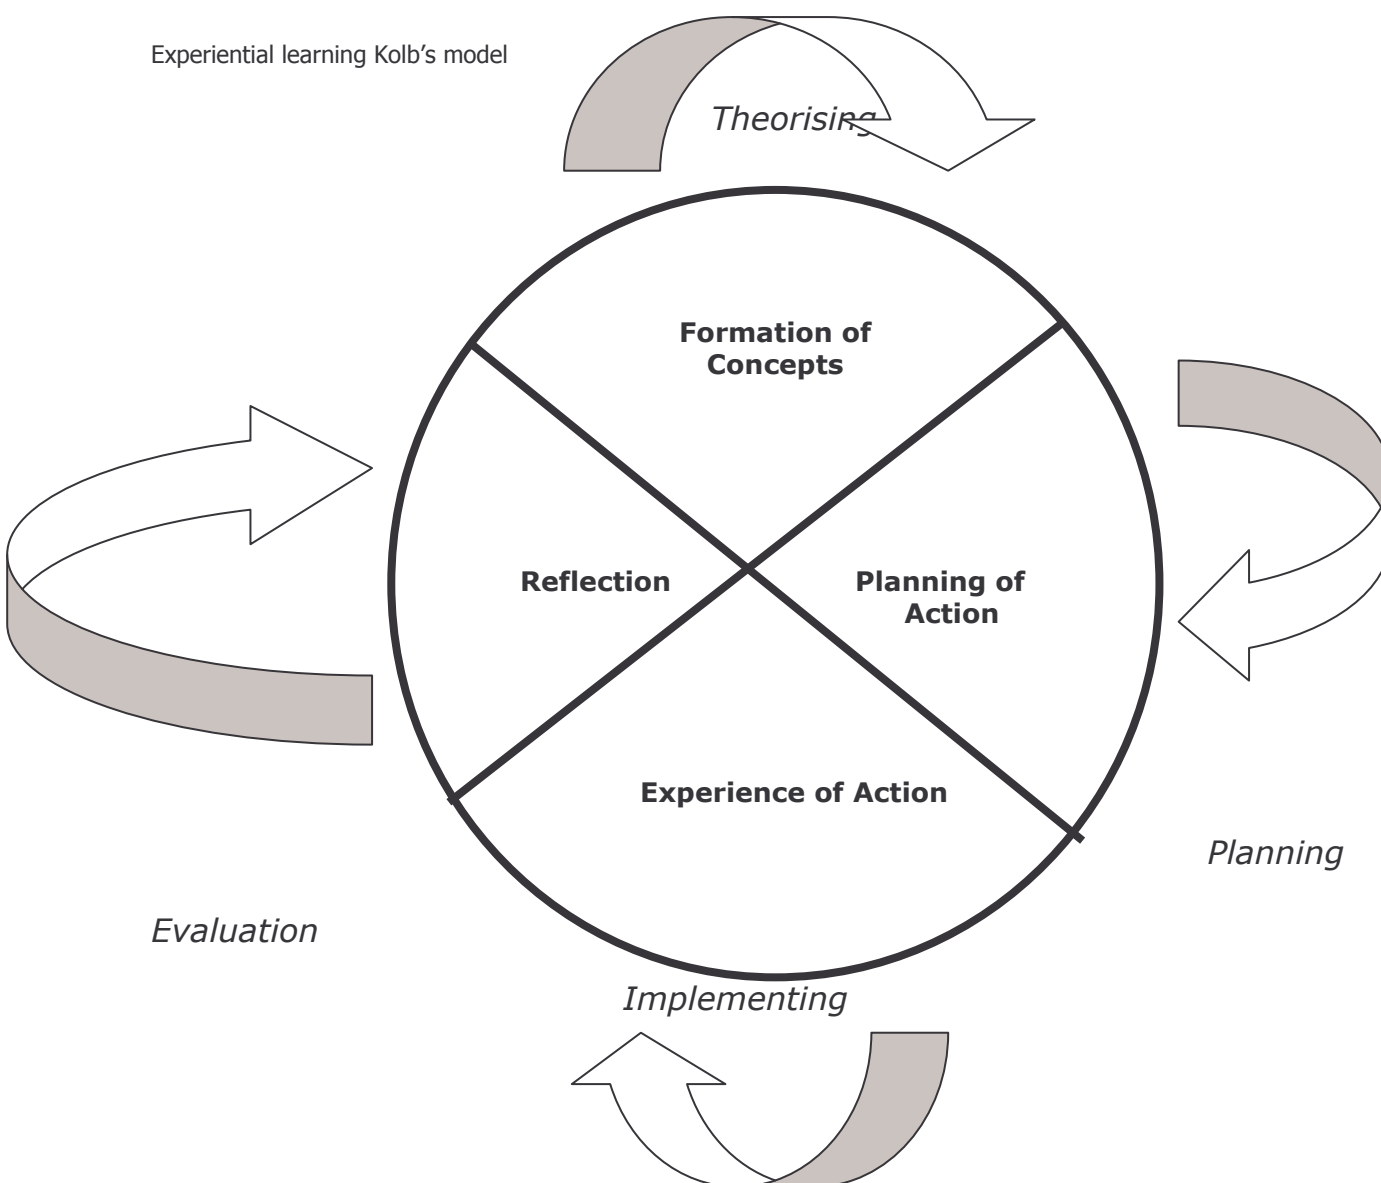 Experiential learning Kolb’s model
Theorising
Formation of
Concepts
Reflection
Planning of
Action
Experience of Action
Planning
Evaluation
Implementing